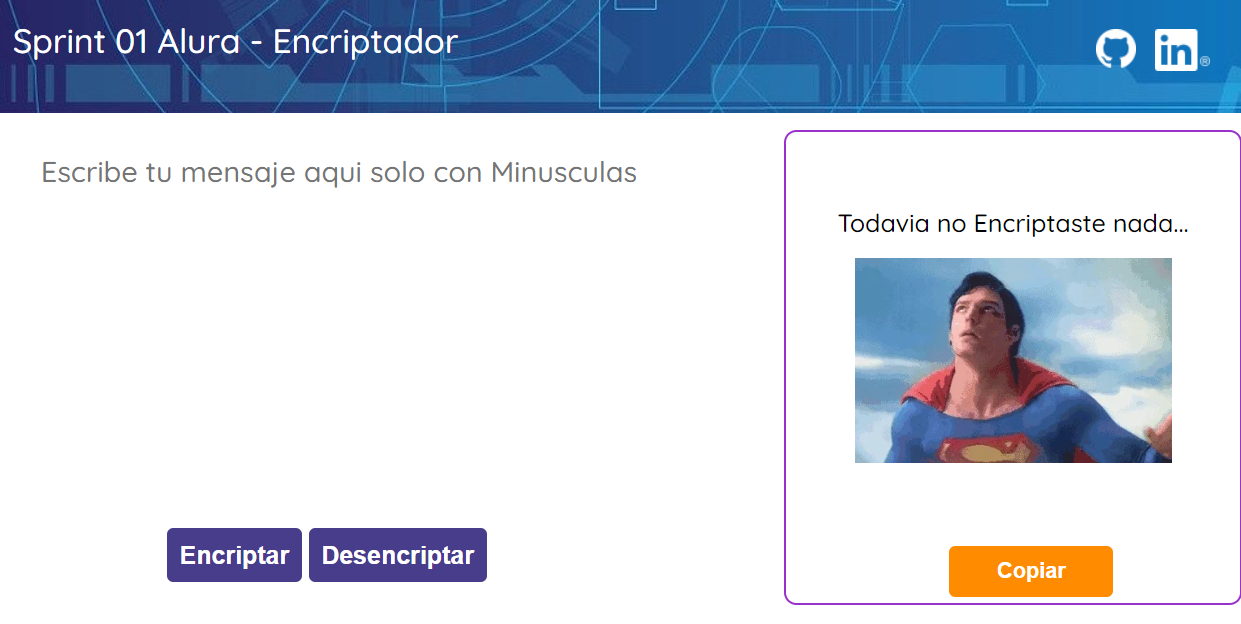 Sprint 01 Alura - Encriptador
in®
Escribe tu mensaje aqui solo con Minusculas
Todavia no Encriptaste nada...
Encriptar
Desencriptar
Copiar